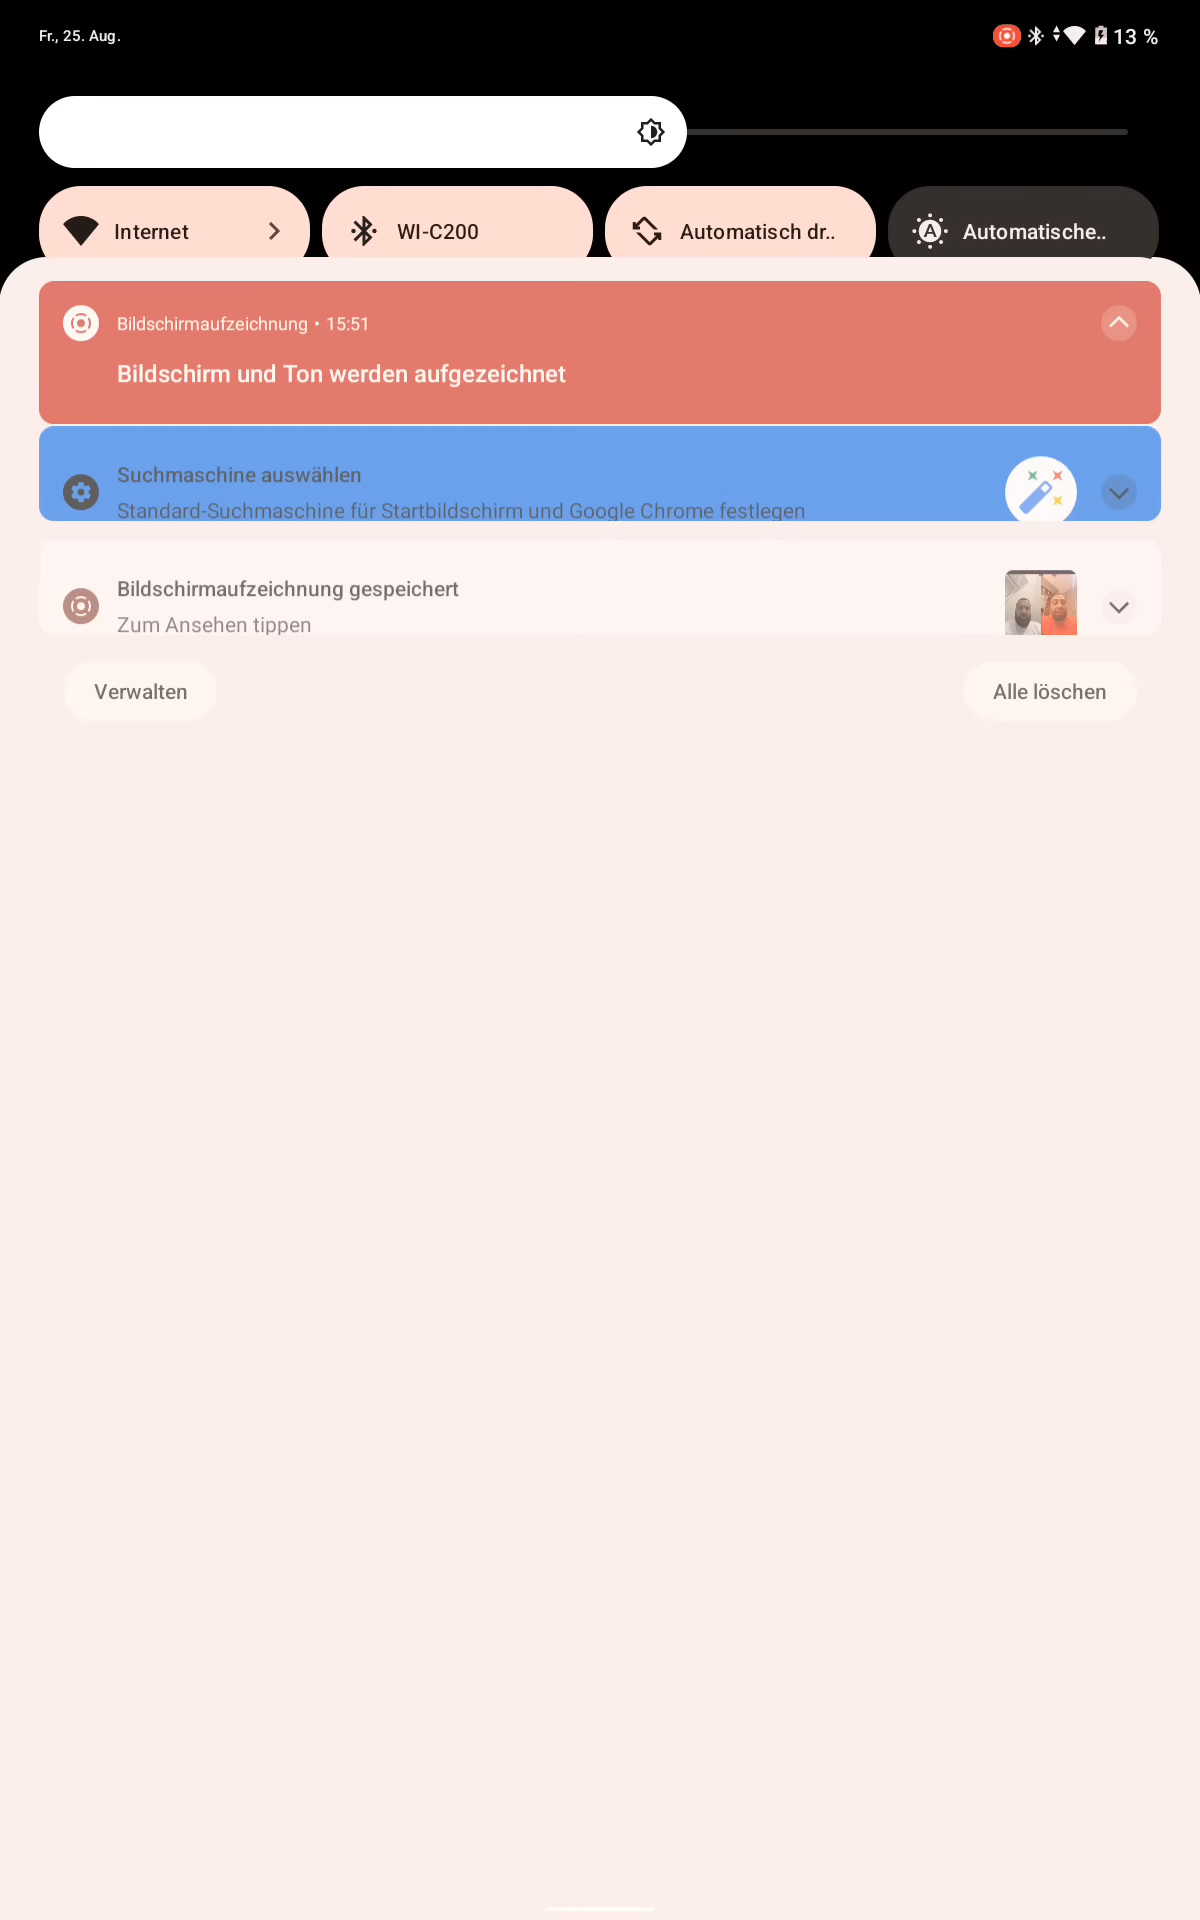 Fr., 25. Aug.
13 %
Internet
WI-C200
Automatisch dr..
Automatische..
Bildschirmaufzeichnung • 15:51
Bildschirm und Ton werden aufgezeichnet
Suchmaschine auswählen
Standard-Suchmaschine für Startbildschirm und Google Chrome festlegen
Bildschirmaufzeichnung gespeichert
Zum Ansehen tippen
Verwalten
Alle löschen